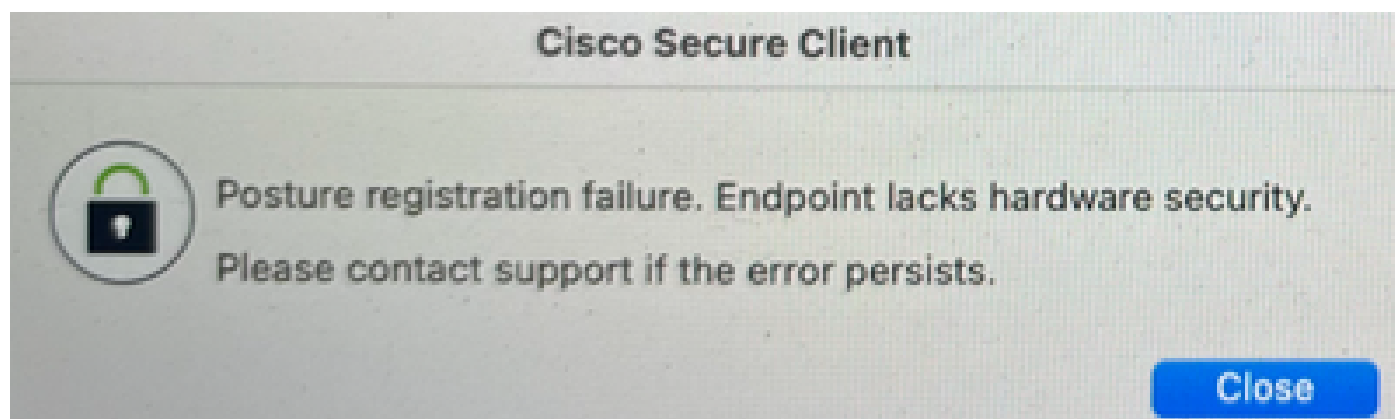 Cisco Secure Client
Posture registration failure. Endpoint lacks hardware security.
Please contact support if the error persists.
Close